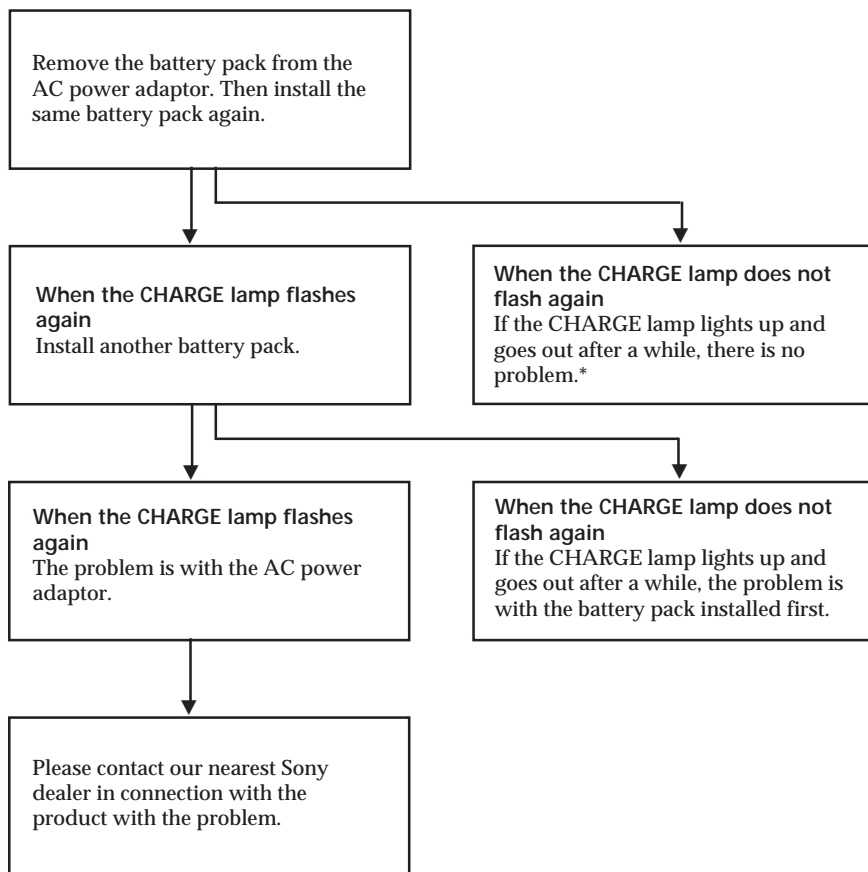 Remove the battery pack from the
AC power adaptor. Then install the
same battery pack again.
When the CHARGE lamp flashes
again
Install another battery pack.
When the CHARGE lamp does not
flash again
If the CHARGE lamp lights up and
goes out after a while, there is no
problem.*
When the CHARGE lamp flashes
again
The problem is with the AC power
adaptor.
When the CHARGE lamp does not
flash again
If the CHARGE lamp lights up and
goes out after a while, the problem is
with the battery pack installed first.
Please contact our nearest Sony
dealer in connection with the
product with the problem.